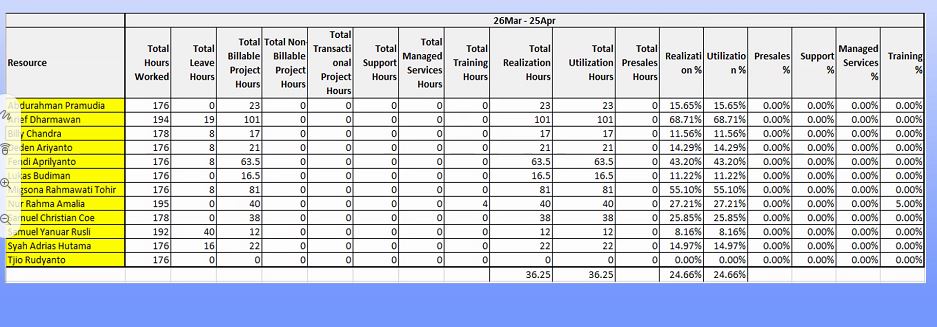 26Mar - 25Apr
Resource Total Hours Worked Total Leave Hours Total Billable Project Hours Total Non-Billable Project Hours Total Transacti onal Project Hours Total Support Hours Total Managed Services Hours Total Training Hours Total Realization Hours Total Utilization Hours Total Presales Hours Realizati on % Utilizatio n % Presales % Support % Managed Services % Training %
Abdurahman Pramudia 176 0 23 0 0 0 0 0 23 23 0 15.65% 15.65% 0.00% 0.00% 0.00% 0.00%
Arief Dharmawan 194 19 101 0 0 0 0 0 101 101 0 68.71% 68.71% 0.00% 0.00% 0.00% 0.00%
Billy Chandra 178 8 17 0 0 0 0 0 17 17 0 11.56% 11.56% 0.00% 0.00% 0.00% 0.00%
Deden Ariyanto 176 8 21 0 0 0 0 0 21 21 0 14.29% 14.29% 0.00% 0.00% 0.00% 0.00%
Fendi Aprilyanto 176 8 63.5 0 0 0 0 0 63.5 63.5 0 43.20% 43.20% 0.00% 0.00% 0.00% 0.00%
Lukas Budiman 176 0 16.5 0 0 0 0 0 16.5 16.5 0 11.22% 11.22% 0.00% 0.00% 0.00% 0.00%
Rahmawati Tohir 176 8 81 0 0 0 0 0 81 81 0 55.10% 55.10% 0.00% 0.00% 0.00% 0.00%
Nur Rahma Amalia 195 0 40 0 0 0 0 4 40 40 0 27.21% 27.21% 0.00% 0.00% 0.00% 5.00%
Samuel Christian Coe 178 0 38 0 0 0 0 0 38 38 0 25.85% 25.85% 0.00% 0.00% 0.00% 0.00%
Samuel Yanuar Rusli 192 40 12 0 0 0 0 0 12 12 0 8.16% 8.16% 0.00% 0.00% 0.00% 0.00%
Syah Adrias Hutama 176 16 22 0 0 0 0 0 22 22 0 14.97% 14.97% 0.00% 0.00% 0.00% 0.00%
Tjio Rudyanto 176 0 0 0 0 0 0 0 0 0 0 0.00% 0.00% 0.00% 0.00% 0.00% 0.00%
36.25 36.25 24.66% 24.66%